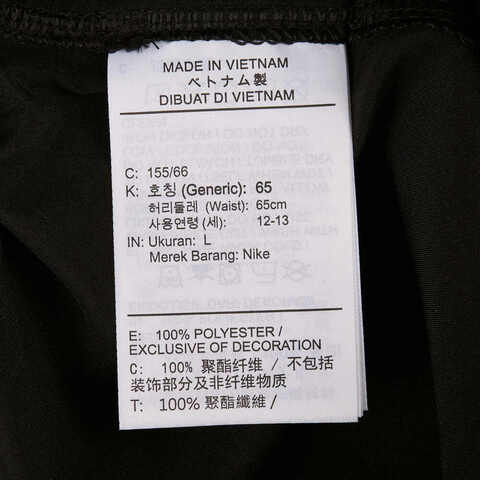 MADE IN VIETNAM
ベトナム製
DIBUAT DI VIETNAM
C: 155/66
K: 호칭 (Generic): 65
허리둘레 (Waist): 65cm
사용연령 (세): 12-13
IN: Ukuran: L
Merek Barang: Nike
E: 100% POLYESTER /
EXCLUSIVE OF DECORATION
C: 100% 聚酯纤维 / 不包括
装饰部分及非纤维物质
T: 100% 聚酯纖維 /